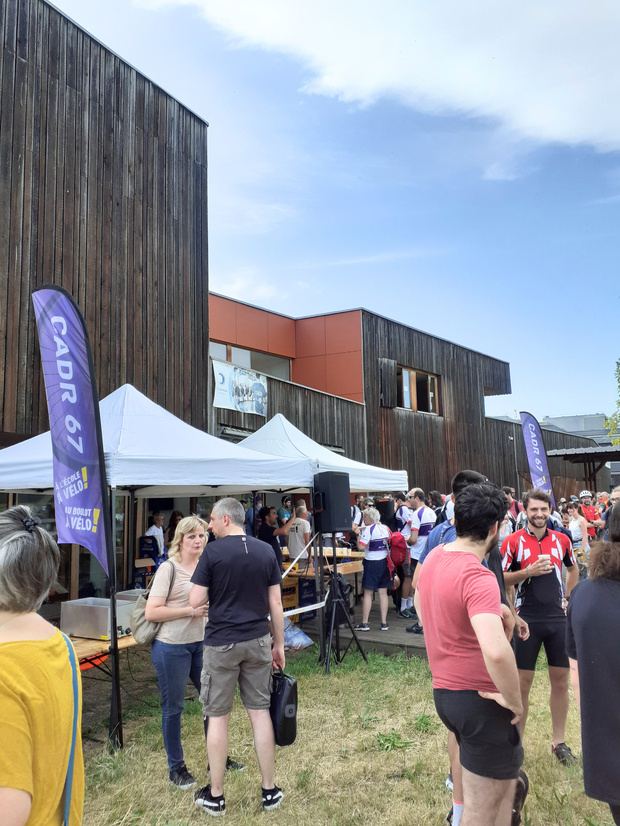 CADR 67
À L'ÉCOLE
À VÉLO!
AU BOULOT
À VÉLO!
CADR 67